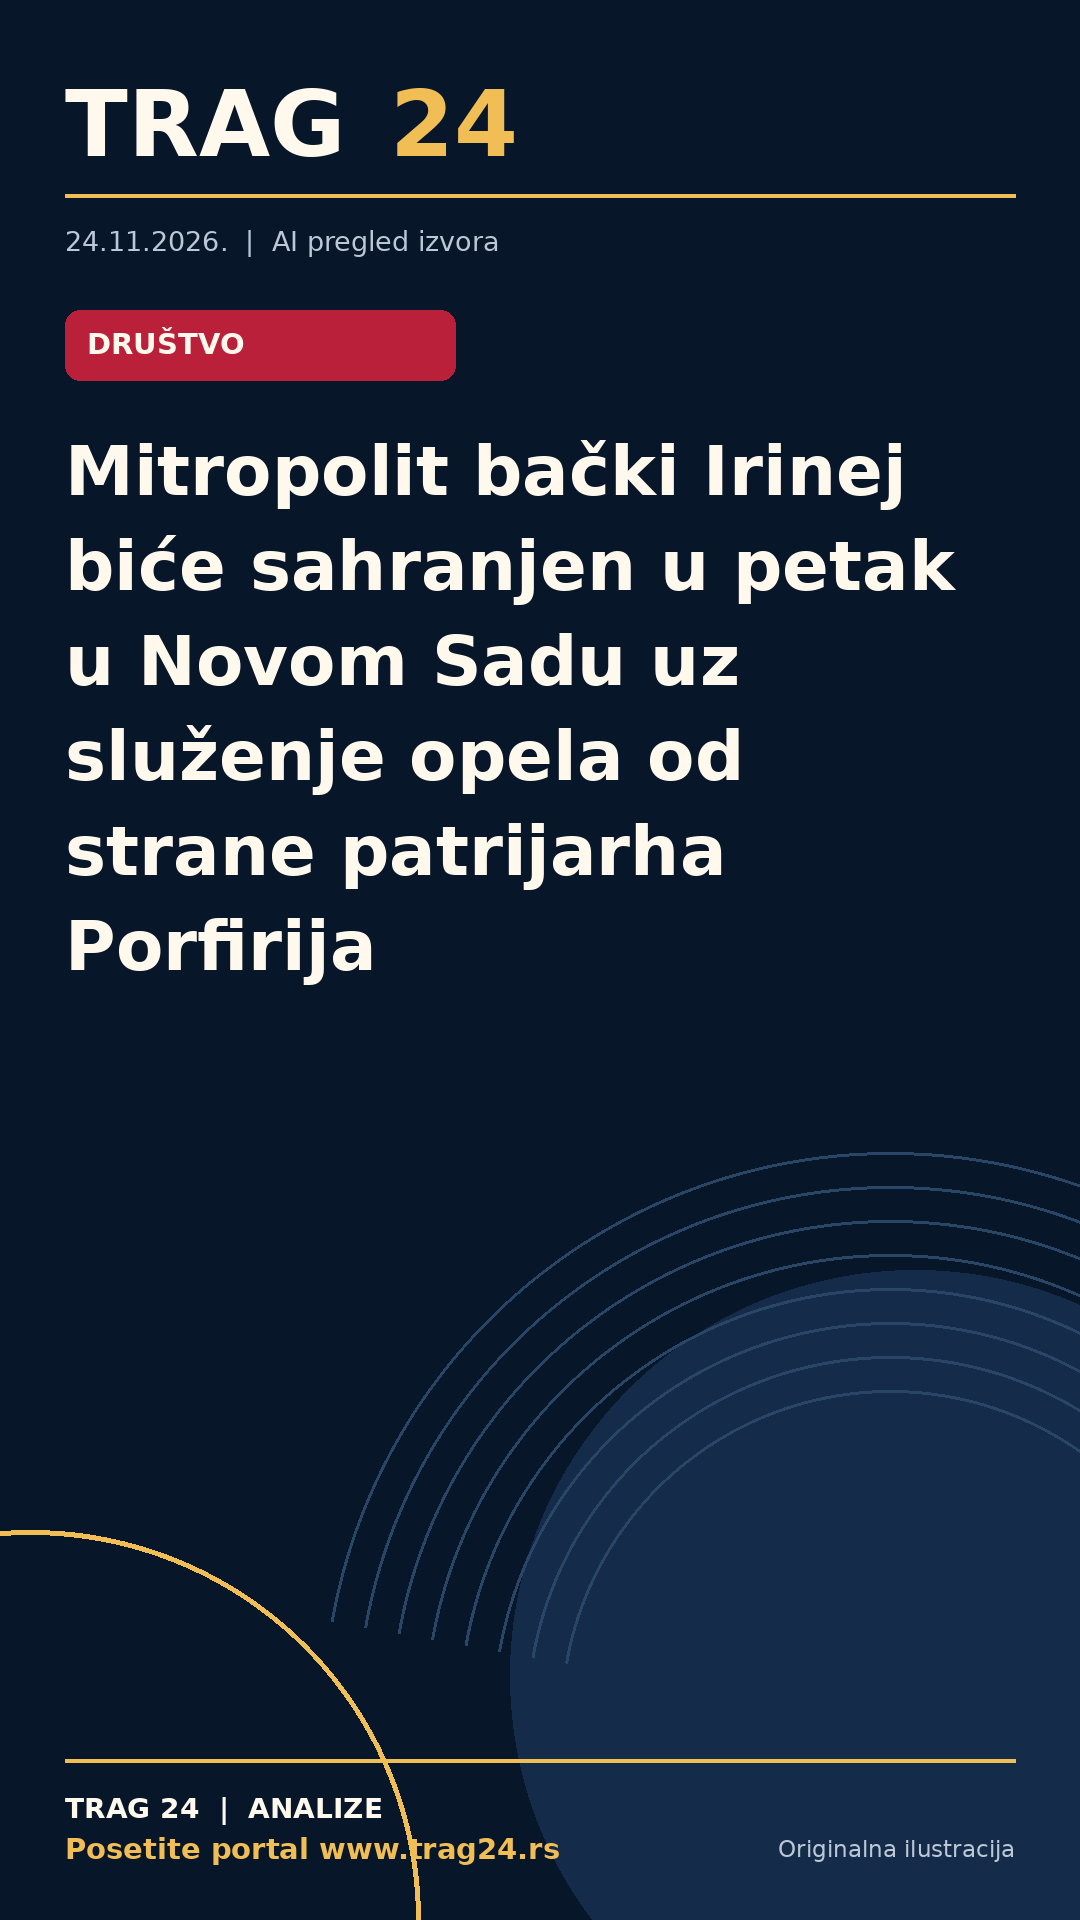 TRAG 24
24.11.2026. | AI pregled izvora
DRUŠTVO
Mitropolit bački Irinej
biće sahranjen u petak
u Novom Sadu uz
služenje opela od
strane patrijarha
Porfirija
TRAG 24 | ANALIZE
Posetite portal www.trag24.rs
Originalna ilustracija